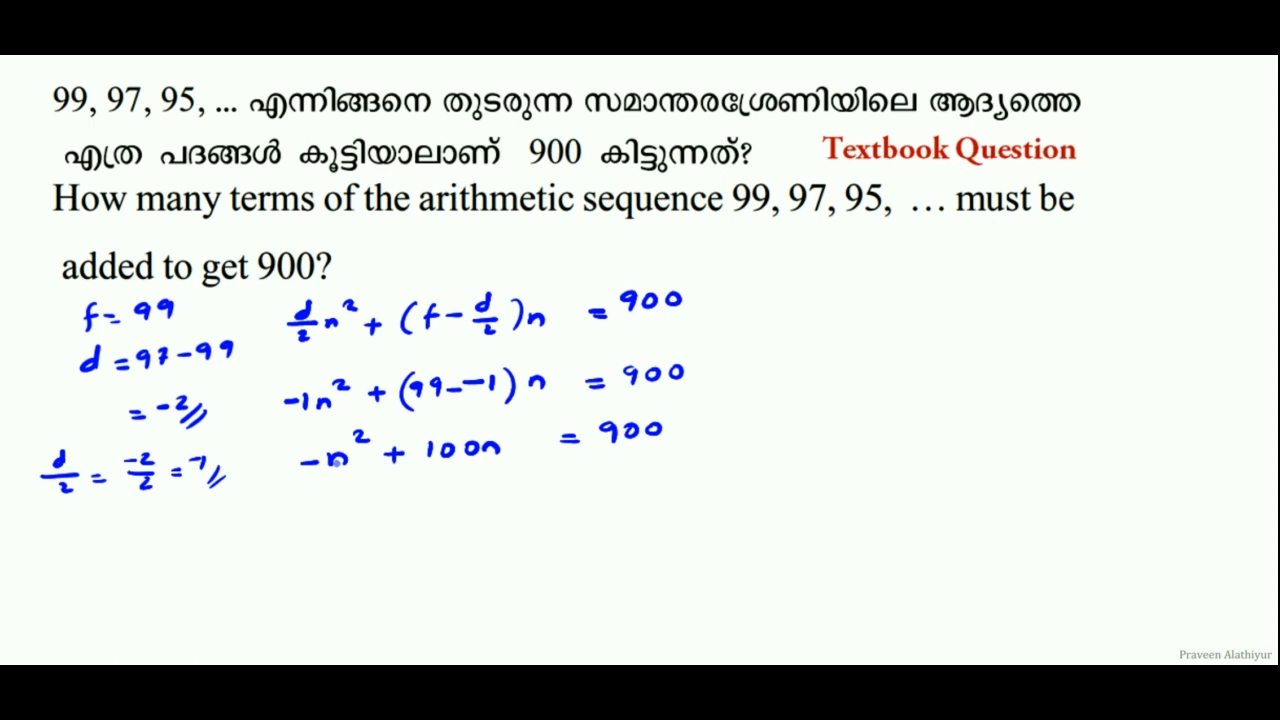 99, 97, 95, ... എന്നിങ്ങനെ തുടരുന്ന സമാന്തരശ്രേണിയിലെ ആദ്യത്തെ
എത്ര പദങ്ങൾ കൂട്ടിയാലാണ് 900 കിട്ടുന്നത്? Textbook Question
How many terms of the arithmetic sequence 99, 97, 95, … must be
added to get 900?
f = 99
d = 97 - 99
= -2 //
d/2 = -2/2 = -1 //
d/2 n² + (f - d/2)n = 900
-1n² + (99 - -1)n = 900
-n² + 100n = 900
Praveen Alathiyur